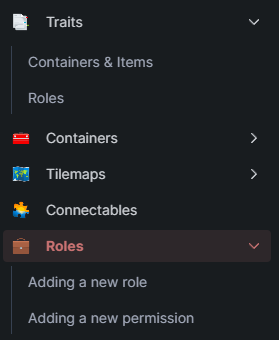 Traits
Containers & Items
Roles
Containers
Tilemaps
Connectables
Roles
Adding a new role
Adding a new permission